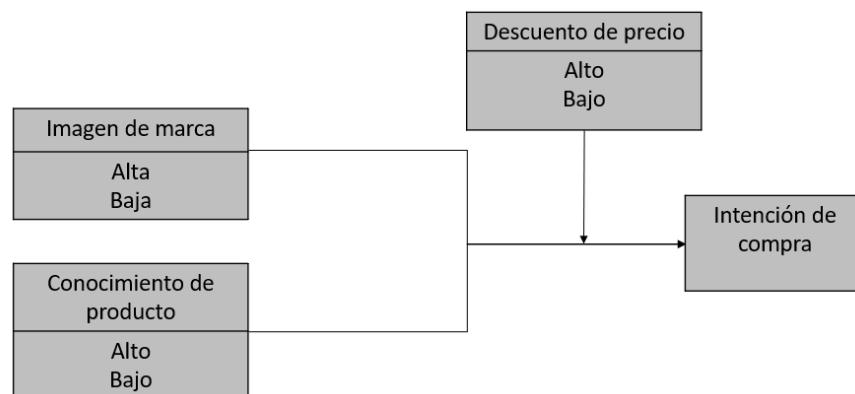 Descuento de precio
Alto
Bajo
Imagen de marca
Alta
Baja
Intención de
compra
Conocimiento de
producto
Alto
Bajo